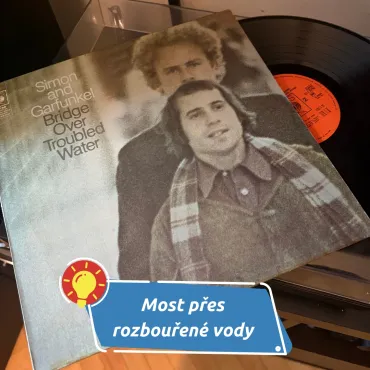 Simon
and
Garfunkel
Bridge
Over
Troubled
Water
Most přes
rozbouřené vody